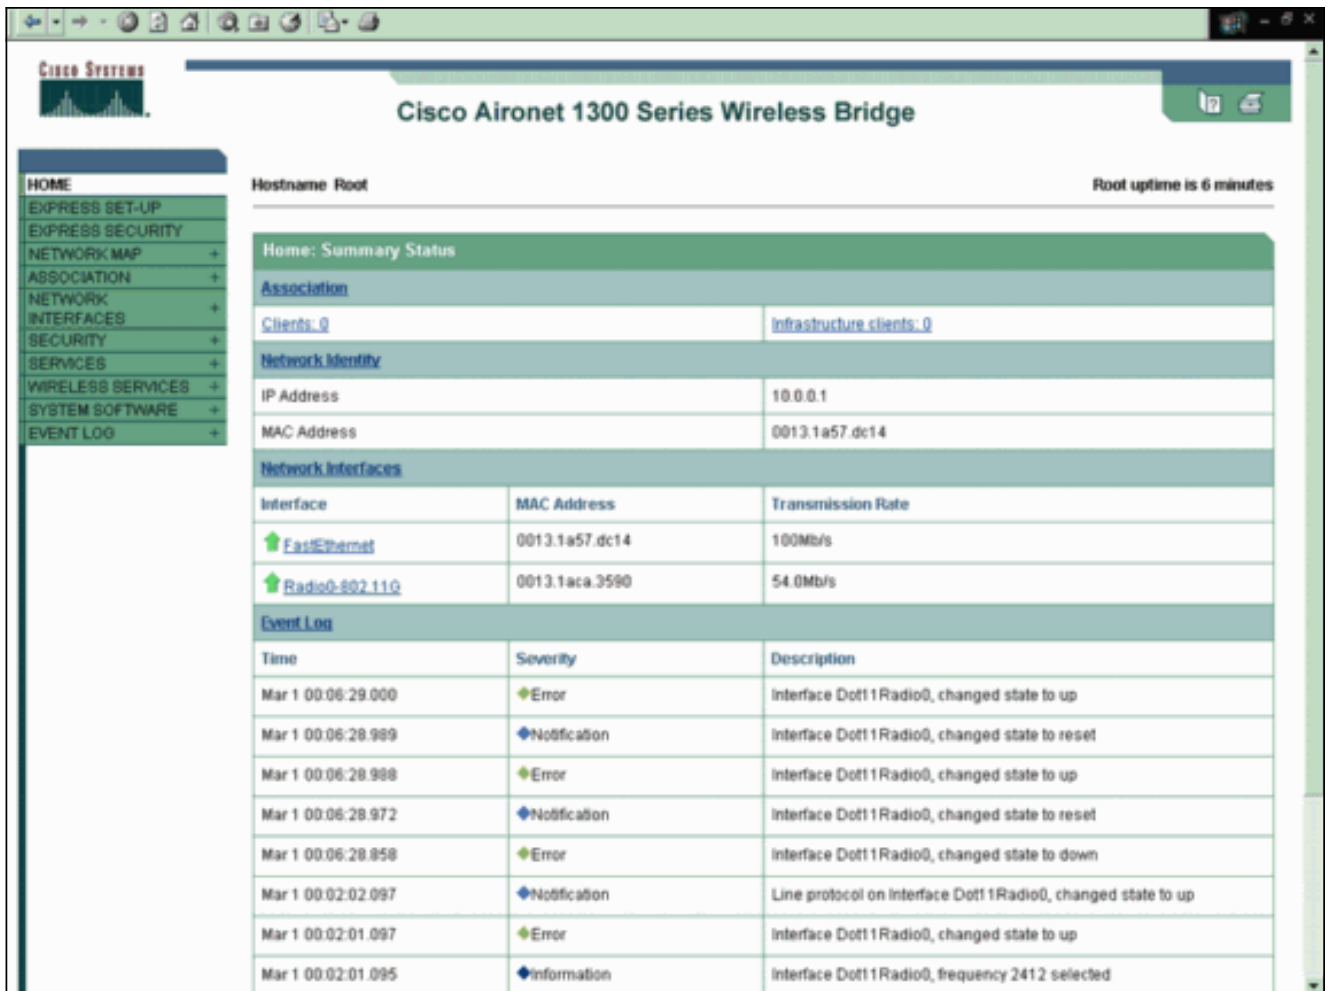 CISCO SYSTEMS
Cisco Aironet 1300 Series Wireless Bridge
HOME
EXPRESS SET-UP
EXPRESS SECURITY
NETWORK MAP +
ASSOCIATION +
NETWORK
INTERFACES +
SECURITY +
SERVICES +
WIRELESS SERVICES +
SYSTEM SOFTWARE +
EVENT LOG +
Hostname Root Root uptime is 6 minutes
Home: Summary Status
Association
Clients: 0 Infrastructure clients: 0
Network Identity
IP Address 10.0.0.1
MAC Address 0013.1a57.dc14
Network Interfaces
Interface MAC Address Transmission Rate
FastEthernet 0013.1a57.dc14 100Mb/s
Radio0-802.11G 0013.1aca.3590 54.0Mb/s
Event Log
Time Severity Description
Mar 1 00:06:29.000 Error Interface Dot11Radio0, changed state to up
Mar 1 00:06:28.989 Notification Interface Dot11Radio0, changed state to reset
Mar 1 00:06:28.988 Error Interface Dot11Radio0, changed state to up
Mar 1 00:06:28.972 Notification Interface Dot11Radio0, changed state to reset
Mar 1 00:06:28.858 Error Interface Dot11Radio0, changed state to down
Mar 1 00:02:02.097 Notification Line protocol on Interface Dot11Radio0, changed state to up
Mar 1 00:02:01.097 Error Interface Dot11Radio0, changed state to up
Mar 1 00:02:01.095 Information Interface Dot11Radio0, frequency 2412 selected